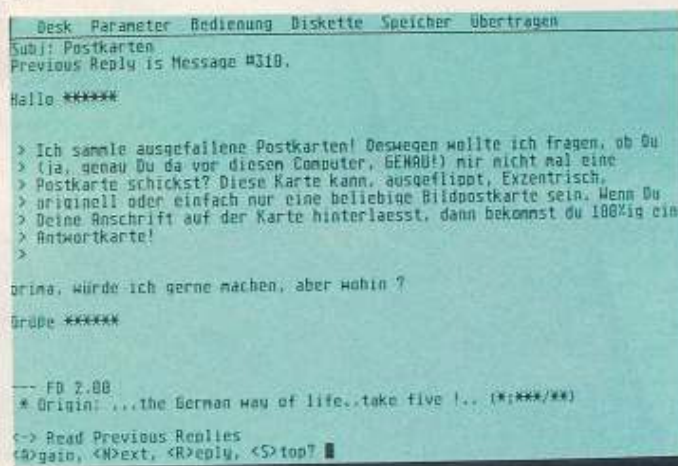 Desk Parameter Bedienung Diskette Speicher Übertragen
Subj: Postkarten
Previous Reply is Message #310.
Hallo ******
> Ich sammle ausgefallene Postkarten! Deswegen wollte ich fragen, ob Du
> (ja, genau Du da vor diesem Computer, GENAU!) mir nicht mal eine
> Postkarte schickst? Diese Karte kann, ausgeflippt, Exzentrisch,
> originell oder einfach nur eine beliebige Bildpostkarte sein. Wenn Du
> Deine Anschrift auf der Karte hinterlaesst, dann bekommst du 100%ig ein
> Antwortkarte!
>
prima, würde ich gerne machen, aber wohin ?
Grüße ******
--- FD 2.00
* Origin: ...the German way of life..take five !.. (*:***/**)
<-> Read Previous Replies
<A>gain, <N>ext, <R>eply, <S>top?